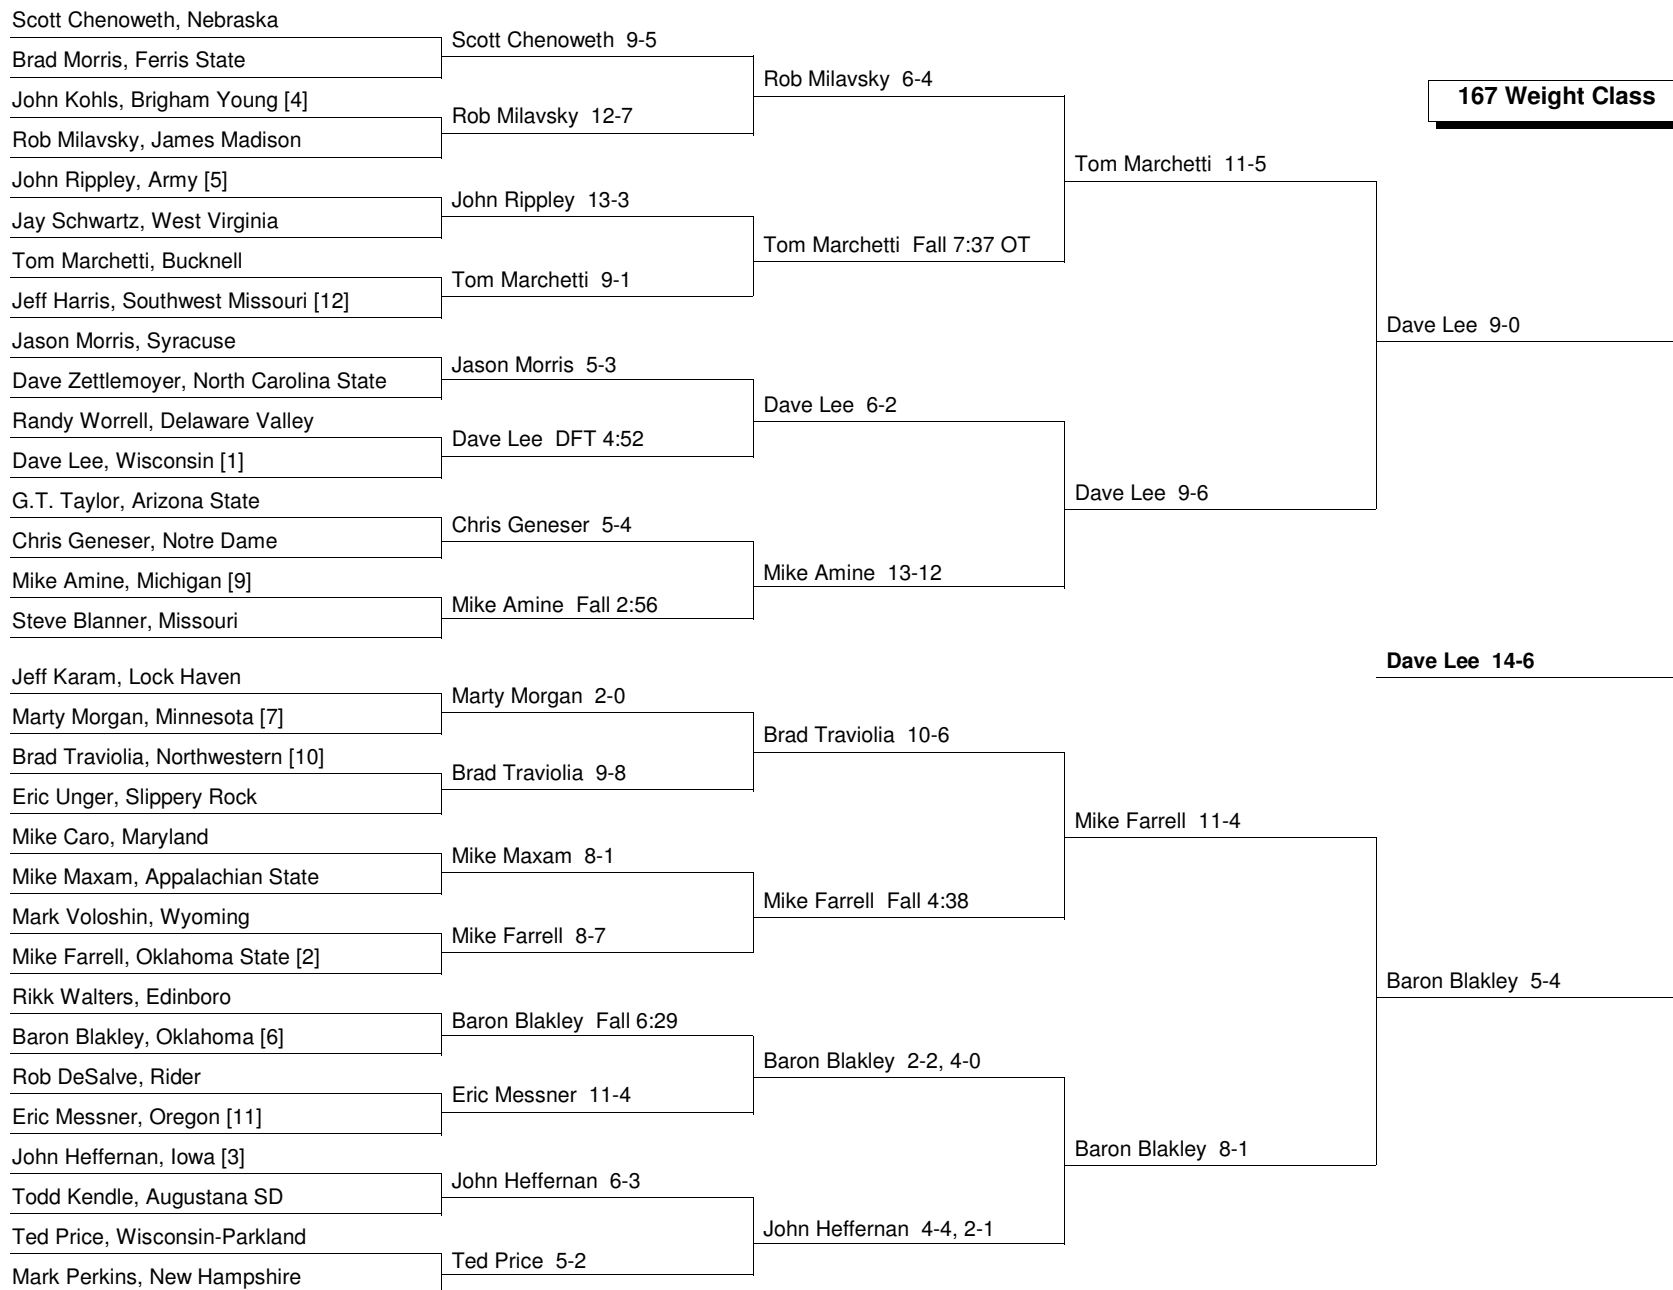 Scott Chenoweth, Nebraska
Brad Morris, Ferris State
John Kohls, Brigham Young [4]
Rob Milavsky, James Madison
John Rippley, Army [5]
Jay Schwartz, West Virginia
Tom Marchetti, Bucknell
Jeff Harris, Southwest Missouri [12]
Jason Morris, Syracuse
Dave Zettlemoyer, North Carolina State
Randy Worrell, Delaware Valley
Dave Lee, Wisconsin [1]
G.T. Taylor, Arizona State
Chris Geneser, Notre Dame
Mike Amine, Michigan [9]
Steve Blanner, Missouri
Jeff Karam, Lock Haven
Marty Morgan, Minnesota [7]
Brad Traviolia, Northwestern [10]
Eric Unger, Slippery Rock
Mike Caro, Maryland
Mike Maxam, Appalachian State
Mark Voloshin, Wyoming
Mike Farrell, Oklahoma State [2]
Rikk Walters, Edinboro
Baron Blakley, Oklahoma [6]
Rob DeSalve, Rider
Eric Messner, Oregon [11]
John Heffernan, Iowa [3]
Todd Kendle, Augustana SD
Ted Price, Wisconsin-Parkland
Mark Perkins, New Hampshire
Scott Chenoweth 9-5
Rob Milavsky 12-7
John Rippley 13-3
Tom Marchetti 9-1
Jason Morris 5-3
Dave Lee DFT 4:52
Chris Geneser 5-4
Mike Amine Fall 2:56
Marty Morgan 2-0
Brad Traviolia 9-8
Mike Maxam 8-1
Mike Farrell 8-7
Baron Blakley Fall 6:29
Eric Messner 11-4
John Heffernan 6-3
Ted Price 5-2
Rob Milavsky 6-4
Tom Marchetti Fall 7:37 OT
Dave Lee 6-2
Mike Amine 13-12
Brad Traviolia 10-6
Mike Farrell Fall 4:38
Baron Blakley 2-2, 4-0
John Heffernan 4-4, 2-1
Tom Marchetti 11-5
Dave Lee 9-6
Mike Farrell 11-4
Baron Blakley 8-1
167 Weight Class
Dave Lee 9-0
Dave Lee 14-6
Baron Blakley 5-4